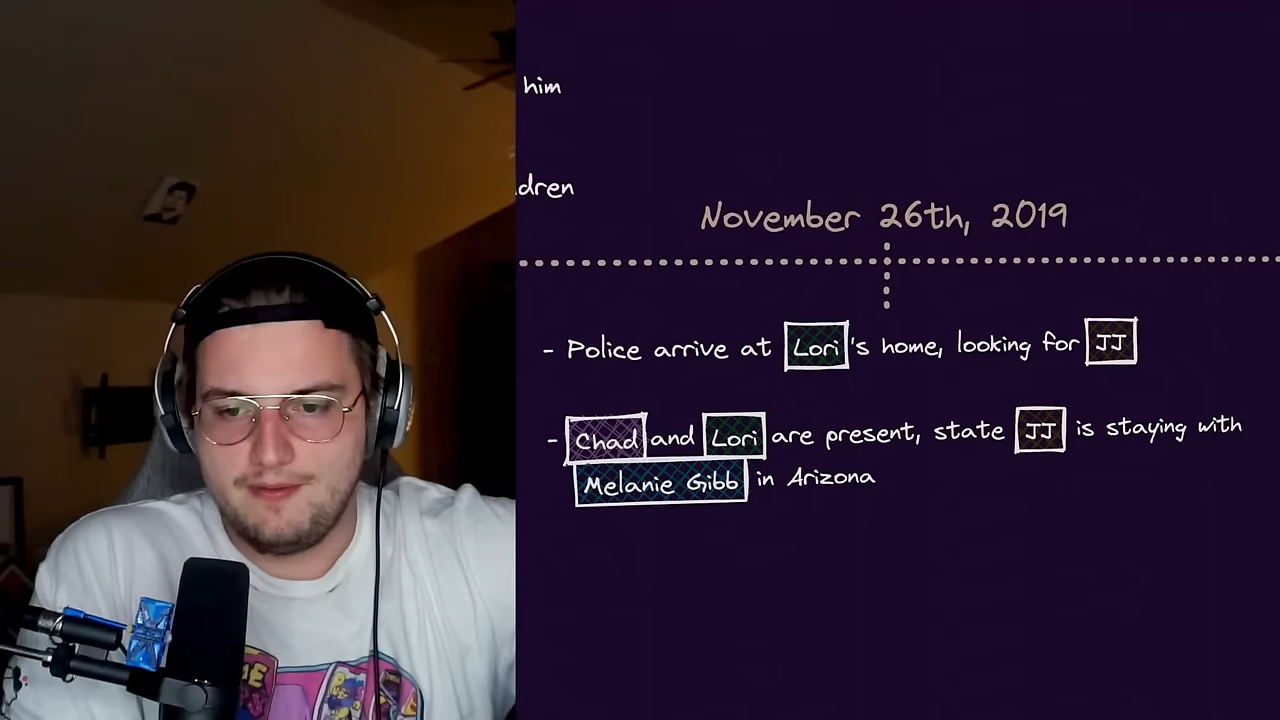 him
dren
November 26th, 2019
- Police arrive at Lori's home, looking for JJ
- Chad and Lori are present, state JJ is staying with
Melanie Gibb in Arizona